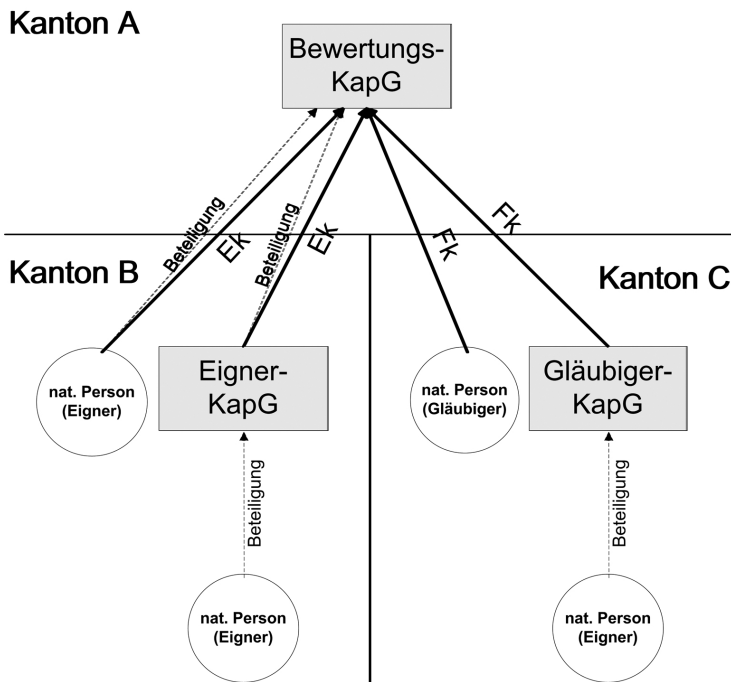 Kanton A
Bewertungs-
KapG
Beteiligung
Ek
Beteiligung
Ek
Fk
Fk
Kanton B
Kanton C
nat. Person
(Eigner)
Eigner-
KapG
nat. Person
(Gläubiger)
Gläubiger-
KapG
Beteiligung
Beteiligung
nat. Person
(Eigner)
nat. Person
(Eigner)